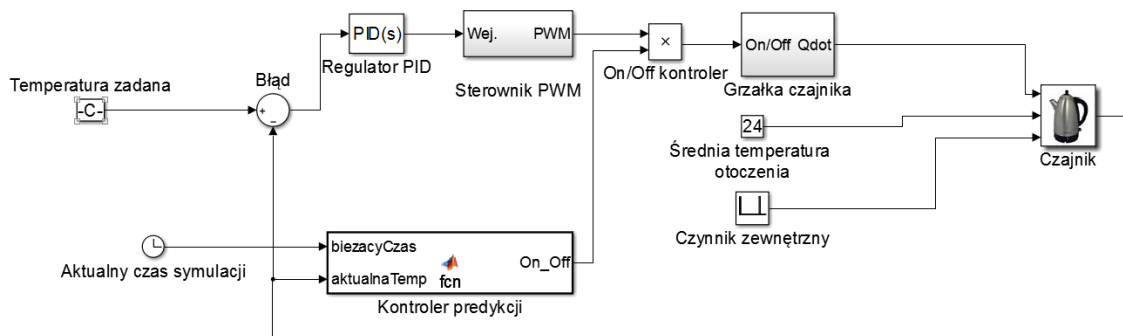 PID(s)
Regulator PID
Wej. PWM
Sterownik PWM
×
On/Off kontroler
On/Off Qdot
Grzałka czajnika
Temperatura zadana
-C-
Błąd
+
−
24
Średnia temperatura
otoczenia
Czajnik
Czynnik zewnętrzny
Aktualny czas symulacji
biezacyCzas
aktualnaTemp
fcn
On_Off
Kontroler predykcji